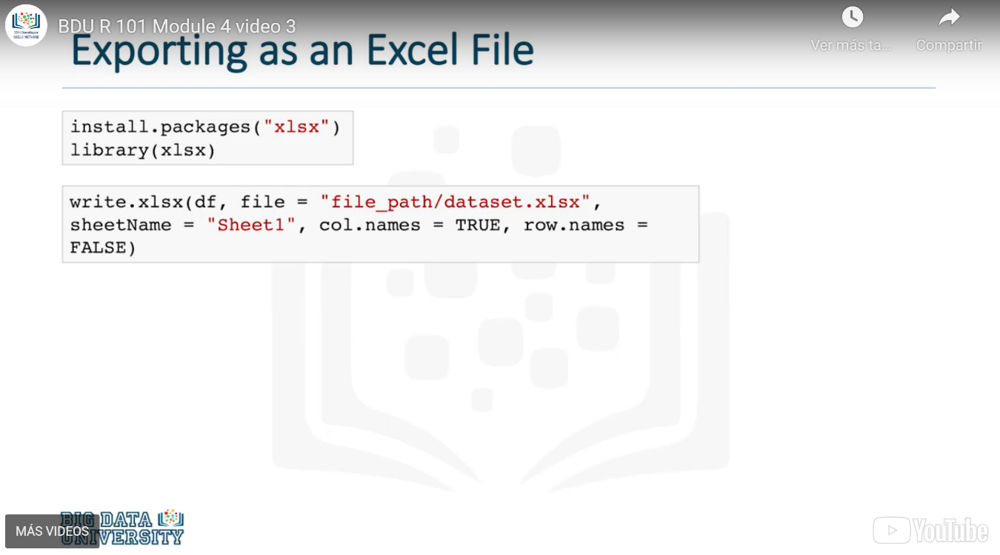 BDU R 101 Module 4 video 3
Ver más ta...
Compartir
Exporting as an Excel File
install.packages("xlsx")
library(xlsx)
write.xlsx(df, file = "file_path/dataset.xlsx",
sheetName = "Sheet1", col.names = TRUE, row.names =
FALSE)
BIG DATA
UNIVERSITY
MÁS VIDEOS
YouTube